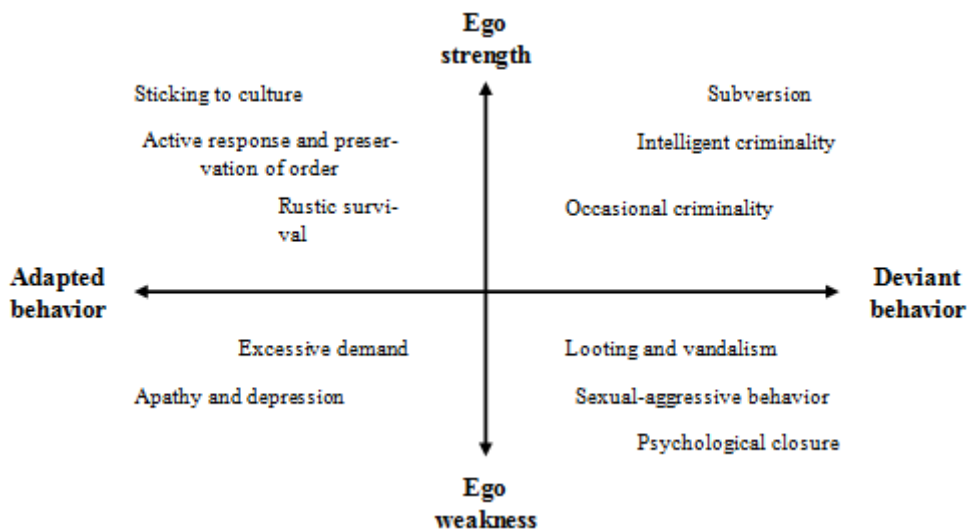 Ego
strength
Sticking to culture
Subversion
Active response and preser-
vation of order
Intelligent criminality
Rustic survi-
val
Occasional criminality
Adapted
behavior
Deviant
behavior
Excessive demand
Looting and vandalism
Apathy and depression
Sexual-aggressive behavior
Psychological closure
Ego
weakness